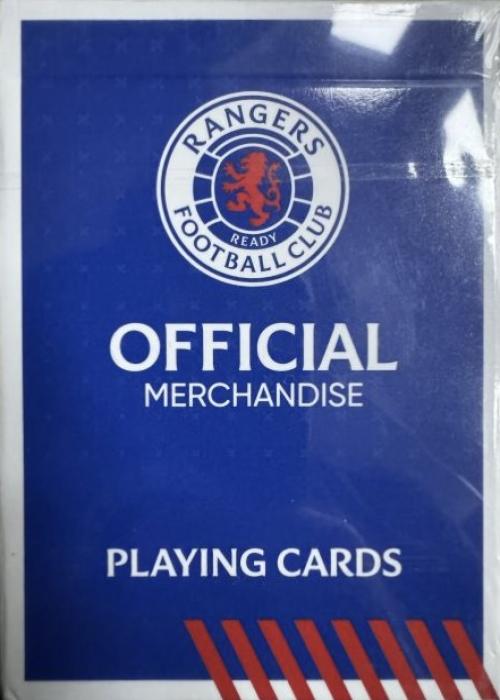 RANGERS
READY
FOOTBALL CLUB
OFFICIAL
MERCHANDISE
PLAYING CARDS